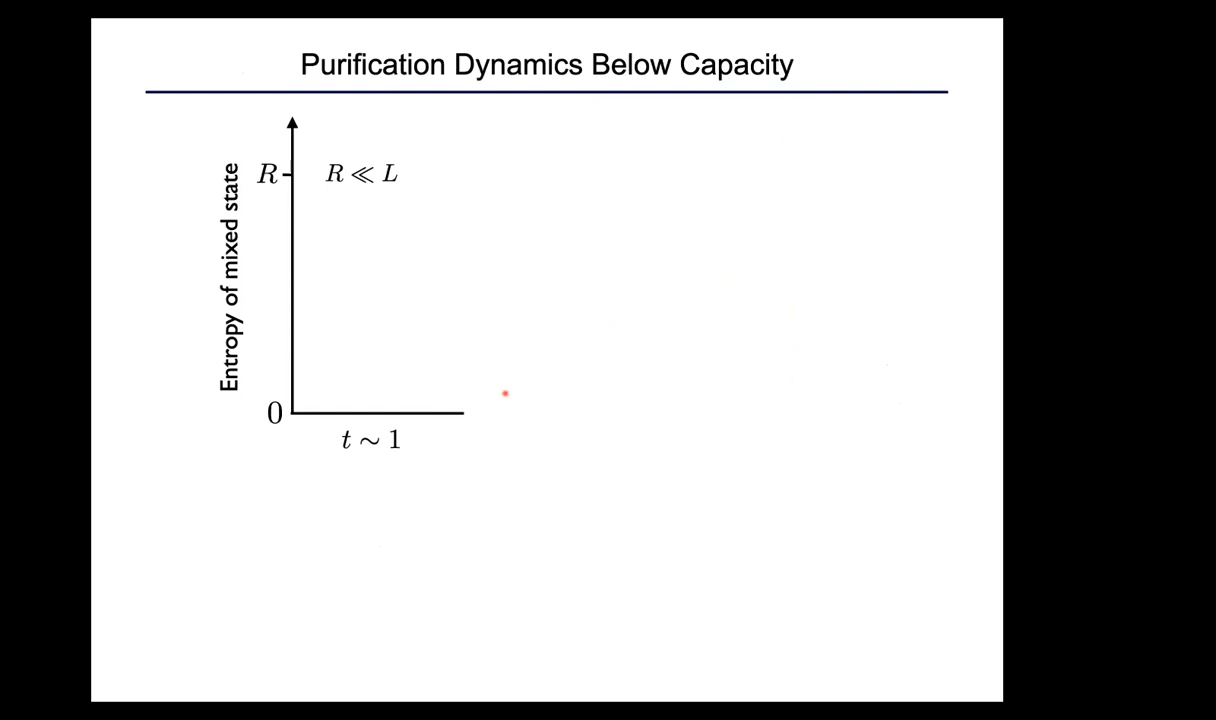 Purification Dynamics Below Capacity
Entropy of mixed state
R
R ≪ L
0
t ∼ 1